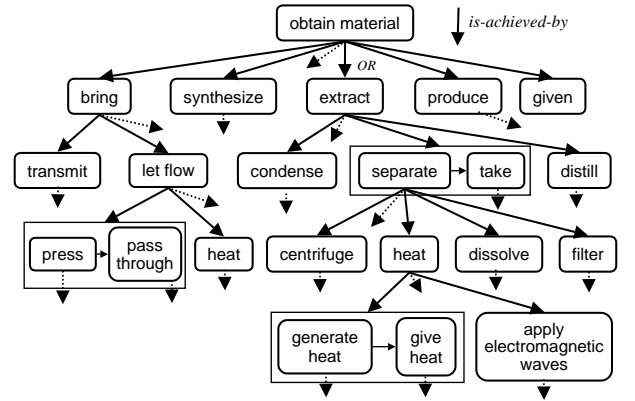 obtain material
is-achieved-by
OR
bring
synthesize
extract
produce
given
transmit
let flow
condense
separate
take
distill
press
pass
through
heat
centrifuge
heat
dissolve
filter
generate
heat
give
heat
apply
electromagnetic
waves